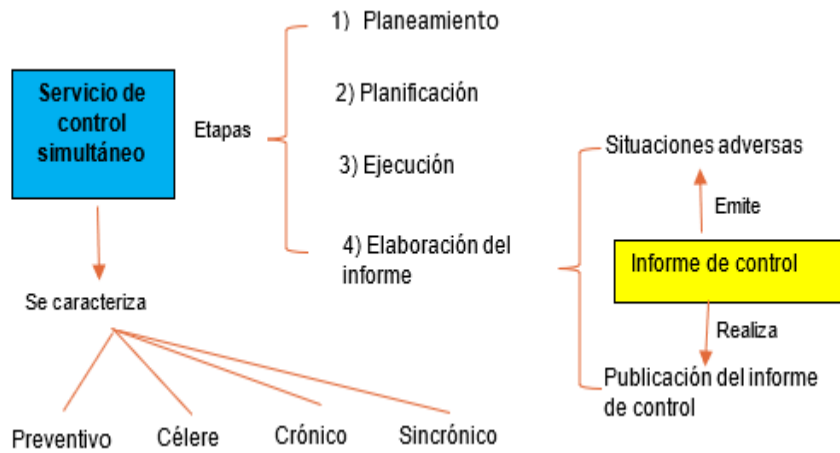 Servicio de
control
simultáneo
Etapas
1) Planeamiento
2) Planificación
3) Ejecución
4) Elaboración del
informe
Situaciones adversas
Emite
Informe de control
Realiza
Publicación del informe
de control
Se caracteriza
Preventivo
Célere
Crónico
Sincrónico